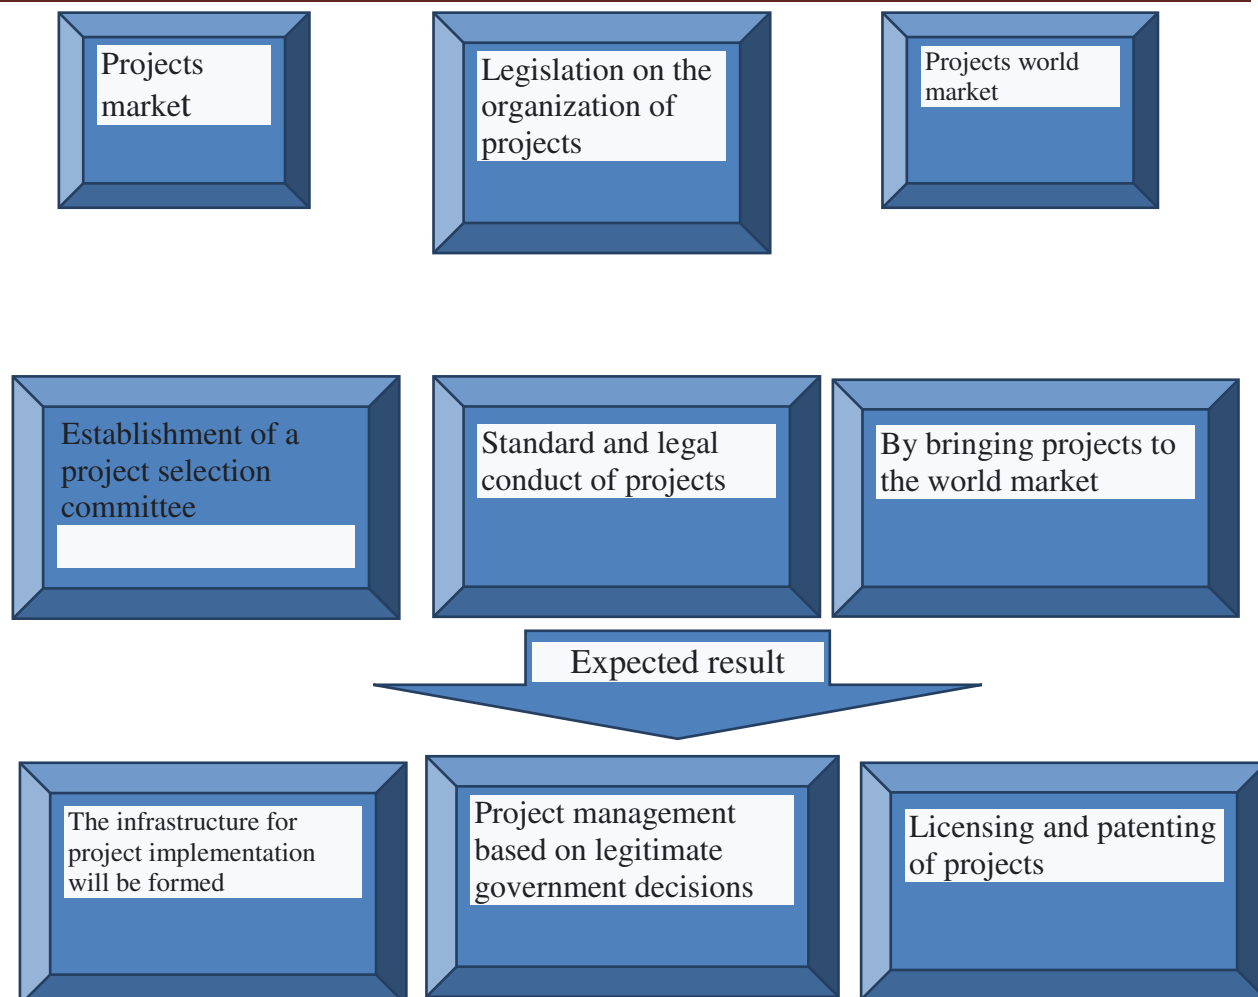 Projects
market
Legislation on the
organization of
projects
Projects world
market
Establishment of a
project selection
committee
Standard and legal
conduct of projects
By bringing projects to
the world market
Expected result
The infrastructure for
project implementation
will be formed
Project management
based on legitimate
government decisions
Licensing and patenting
of projects